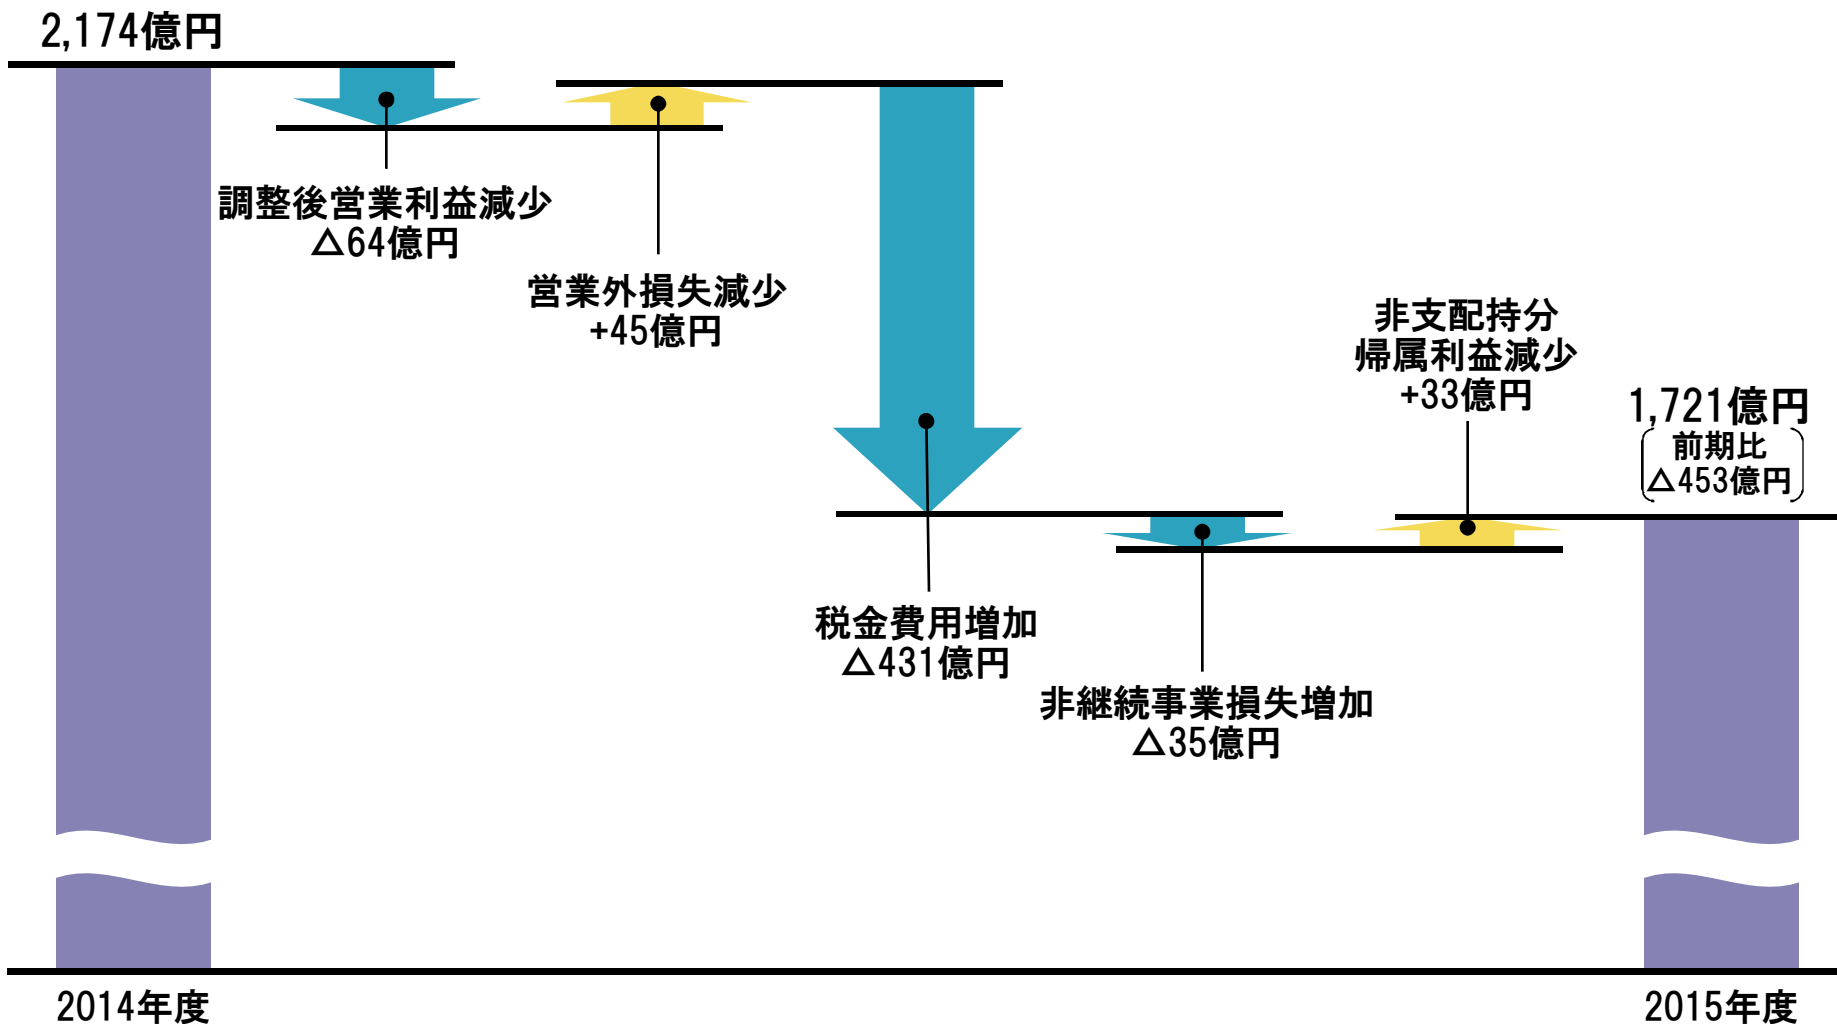 2,174億円
調整後営業利益減少
△64億円
営業外損失減少
+45億円
税金費用増加
△431億円
非継続事業損失増加
△35億円
非支配持分
帰属利益減少
+33億円
1,721億円
前期比
△453億円
2014年度
2015年度